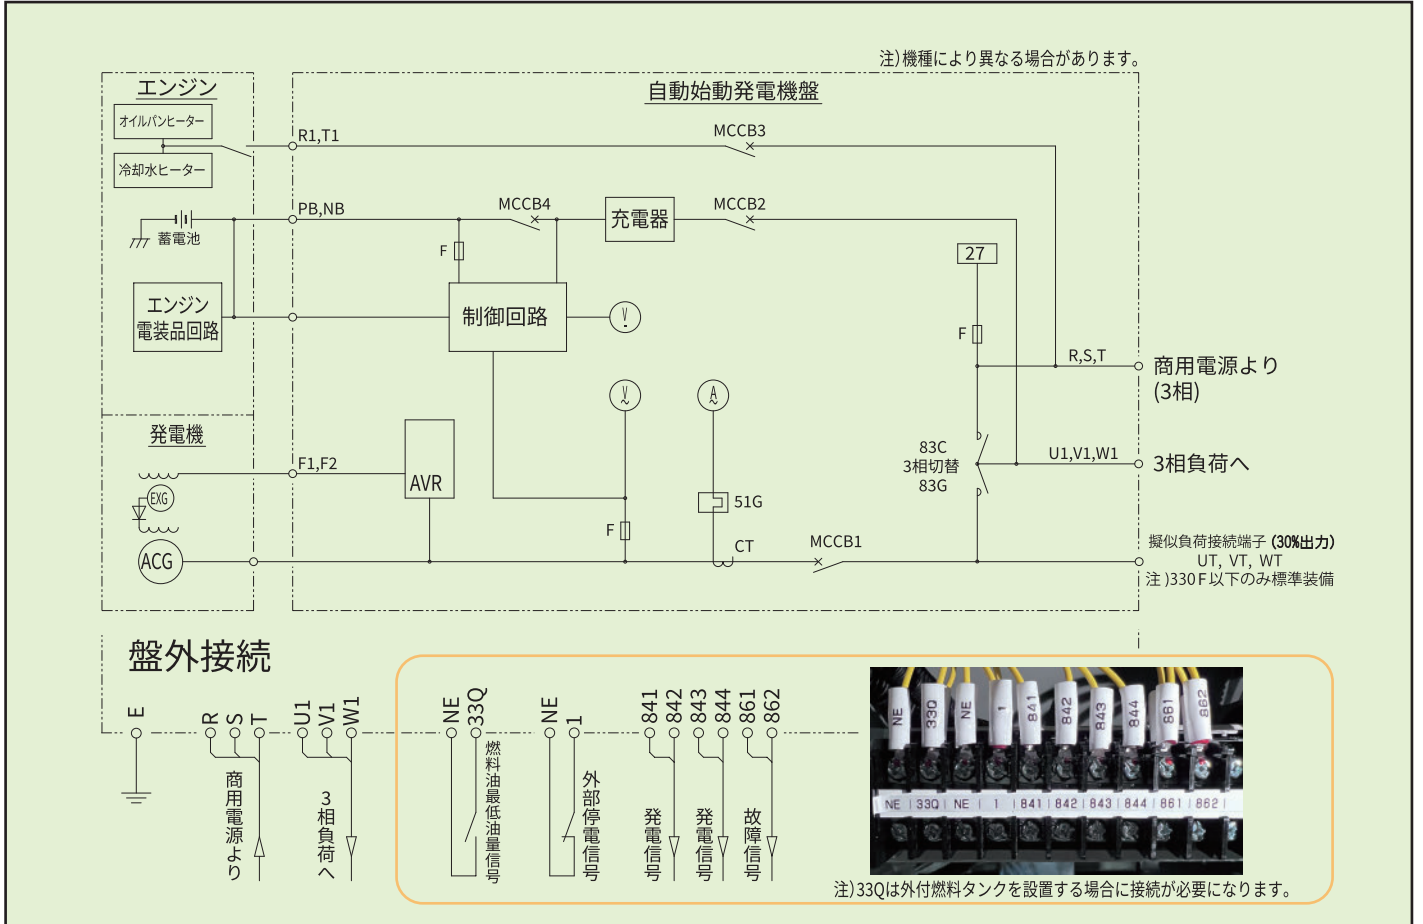 注)機種により異なる場合があります。
エンジン
自動始動発電機盤
オイルパンヒーター
冷却水ヒーター
R1,T1
MCCB3
PB,NB
MCCB4
充電器
MCCB2
蓄電池
F
27
エンジン
電装品回路
制御回路
V
F
R,S,T
商用電源より
(3相)
V
~
A
~
発電機
83C
3相切替
83G
U1,V1,W1
3相負荷へ
F1,F2
AVR
EXG
51G
F
ACG
CT
MCCB1
擬似負荷接続端子 (30%出力)
UT, VT, WT
注)330F以下のみ標準装備
盤外接続
E
R
S
T
商用電源より
U1
V1
W1
3相負荷へ
NE
33Q
燃料油最低油量信号
NE
1
外部停電信号
841
842
発電信号
843
844
発電信号
861
862
故障信号
NE 33Q NE 1 841 842 843 844 861 862
NE 33Q NE 1 841 842 843 844 861 862
注)33Qは外付燃料タンクを設置する場合に接続が必要になります。